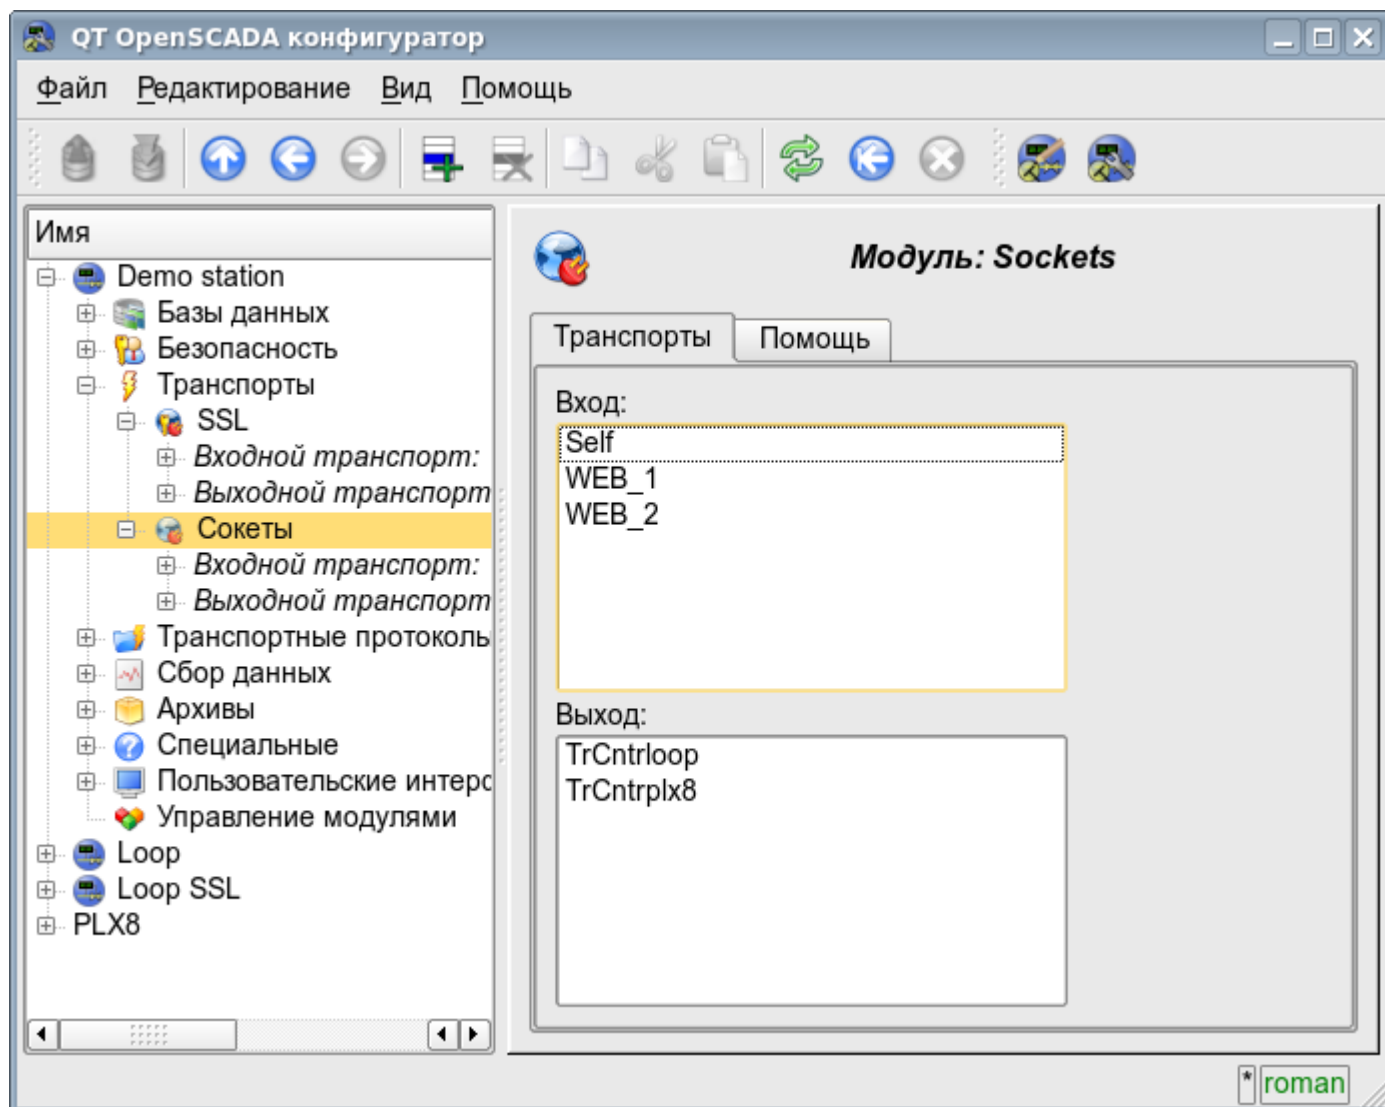 QT OpenSCADA конфигуратор
Файл Редактирование Вид Помощь
Имя
Demo station
Базы данных
Безопасность
Транспорты
SSL
Входной транспорт:
Выходной транспорт
Сокеты
Входной транспорт:
Выходной транспорт
Транспортные протоколы
Сбор данных
Архивы
Специальные
Пользовательские интерс
Управление модулями
Loop
Loop SSL
PLX8
Модуль: Sockets
Транспорты Помощь
Вход:
Self
WEB_1
WEB_2
Выход:
TrCntrloop
TrCntrplx8
* roman